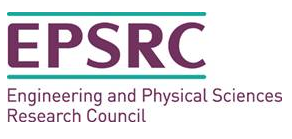 EPSRC
Engineering and Physical Sciences
Research Council